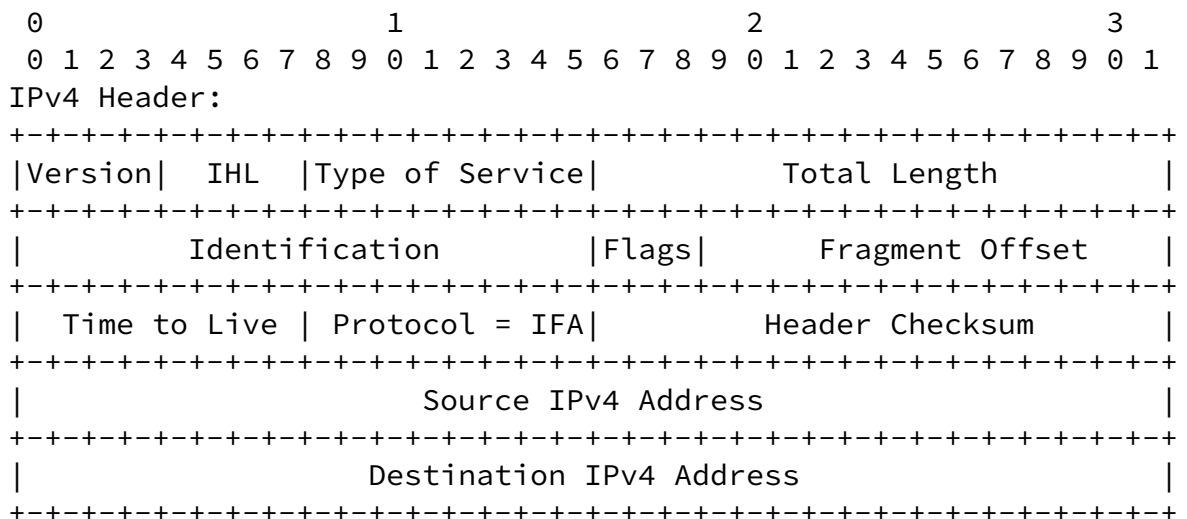 0                   1                   2                   3
 0 1 2 3 4 5 6 7 8 9 0 1 2 3 4 5 6 7 8 9 0 1 2 3 4 5 6 7 8 9 0 1
IPv4 Header:
+-+-+-+-+-+-+-+-+-+-+-+-+-+-+-+-+-+-+-+-+-+-+-+-+-+-+-+-+-+-+-+-+
|Version|  IHL  |Type of Service|          Total Length         |
+-+-+-+-+-+-+-+-+-+-+-+-+-+-+-+-+-+-+-+-+-+-+-+-+-+-+-+-+-+-+-+-+
|         Identification        |Flags|      Fragment Offset    |
+-+-+-+-+-+-+-+-+-+-+-+-+-+-+-+-+-+-+-+-+-+-+-+-+-+-+-+-+-+-+-+-+
|  Time to Live | Protocol = IFA|         Header Checksum       |
+-+-+-+-+-+-+-+-+-+-+-+-+-+-+-+-+-+-+-+-+-+-+-+-+-+-+-+-+-+-+-+-+
|                      Source IPv4 Address                      |
+-+-+-+-+-+-+-+-+-+-+-+-+-+-+-+-+-+-+-+-+-+-+-+-+-+-+-+-+-+-+-+-+
|                   Destination IPv4 Address                    |
+-+-+-+-+-+-+-+-+-+-+-+-+-+-+-+-+-+-+-+-+-+-+-+-+-+-+-+-+-+-+-+-+